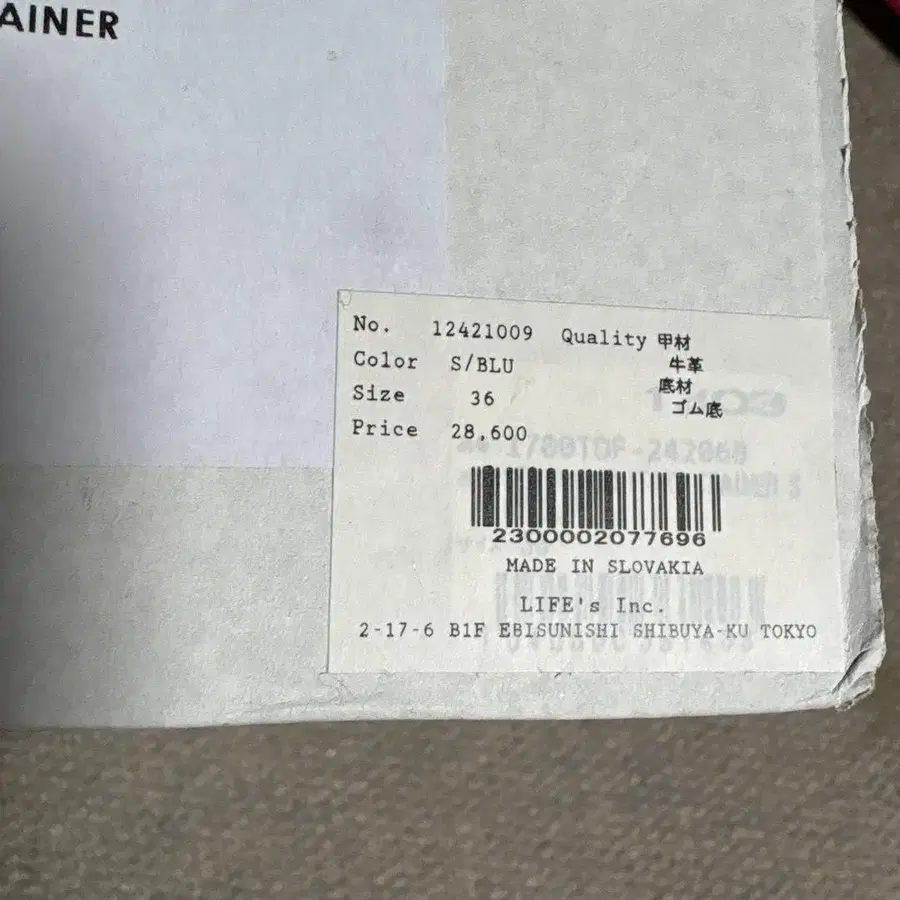 AINER
No. 12421009 Quality 甲材
Color S/BLU 牛革
底材
Size 36 ゴム底
Price 28,600
2300002077696
MADE IN SLOVAKIA
LIFE's Inc.
2-17-6 B1F EBISUNISHI SHIBUYA-KU TOKYO